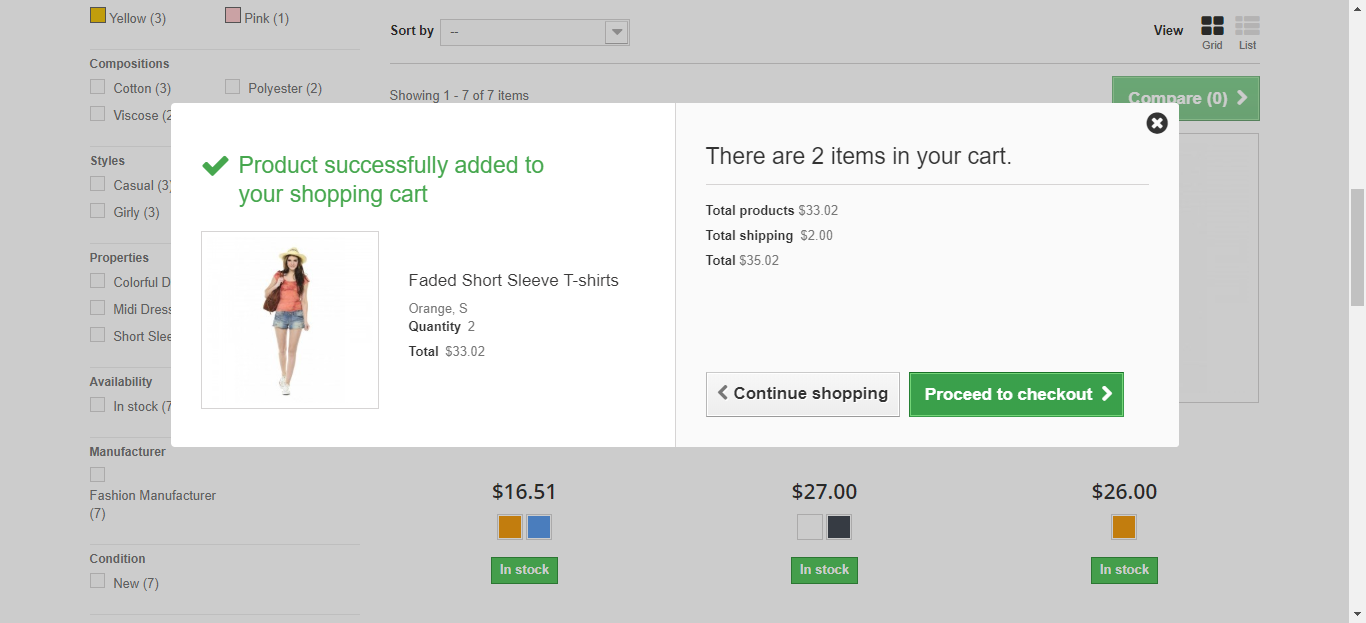 Yellow (3)
Pink (1)
Compositions
Cotton (3)
Polyester (2)
Viscose (2
Styles
Casual (3)
Girly (3)
Properties
Colorful D
Midi Dress
Short Slee
Availability
In stock (7
Manufacturer
Fashion Manufacturer
(7)
Condition
New (7)
Sort by
--
View
Grid
List
Showing 1 - 7 of 7 items
Compare (0)
Product successfully added to
your shopping cart
Faded Short Sleeve T-shirts
Orange, S
Quantity 2
Total $33.02
There are 2 items in your cart.
Total products $33.02
Total shipping $2.00
Total $35.02
Continue shopping
Proceed to checkout
$16.51
$27.00
$26.00
In stock
In stock
In stock